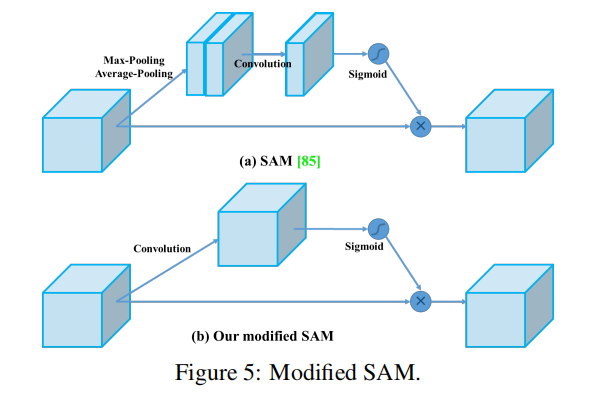 Max-Pooling
Average-Pooling
Convolution
Sigmoid
(a) SAM [85]
Convolution
Sigmoid
(b) Our modified SAM
Figure 5: Modified SAM.